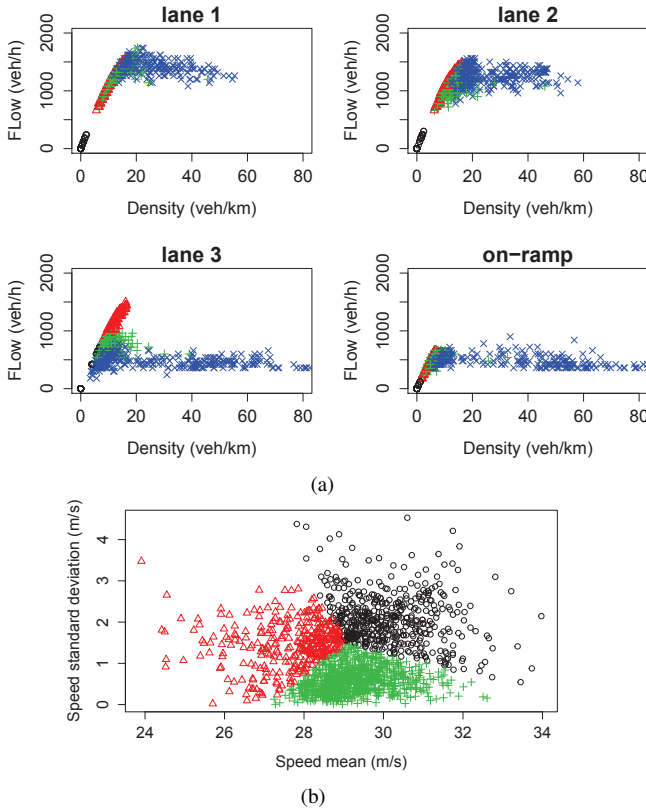 lane 1
lane 2
FLow (veh/h)
0 1000 2000
0 20 40 60 80
Density (veh/km)
FLow (veh/h)
0 1000 2000
0 20 40 60 80
Density (veh/km)
lane 3
on-ramp
FLow (veh/h)
0 1000 2000
0 20 40 60 80
Density (veh/km)
FLow (veh/h)
0 1000 2000
0 20 40 60 80
Density (veh/km)
(a)
Speed standard deviation (m/s)
0 1 2 3 4
24 26 28 30 32 34
Speed mean (m/s)
(b)